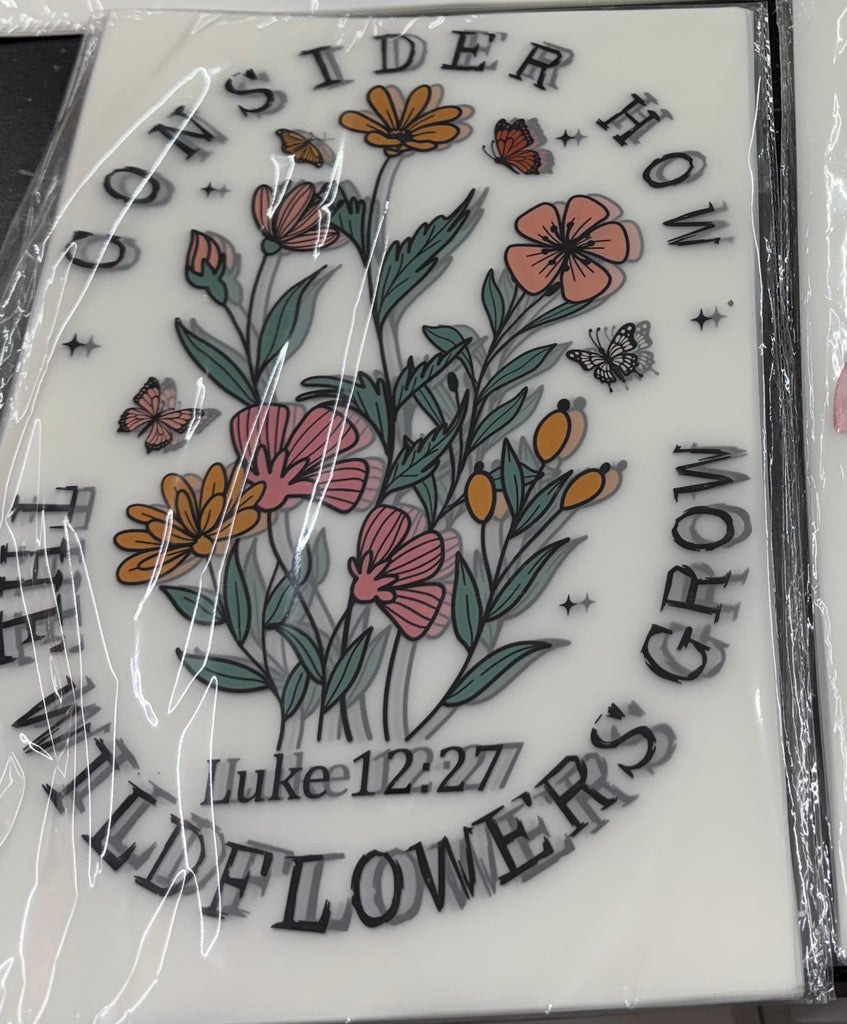 CONSIDER HOW
THE WILDFLOWERS GROW
Luke 12:27